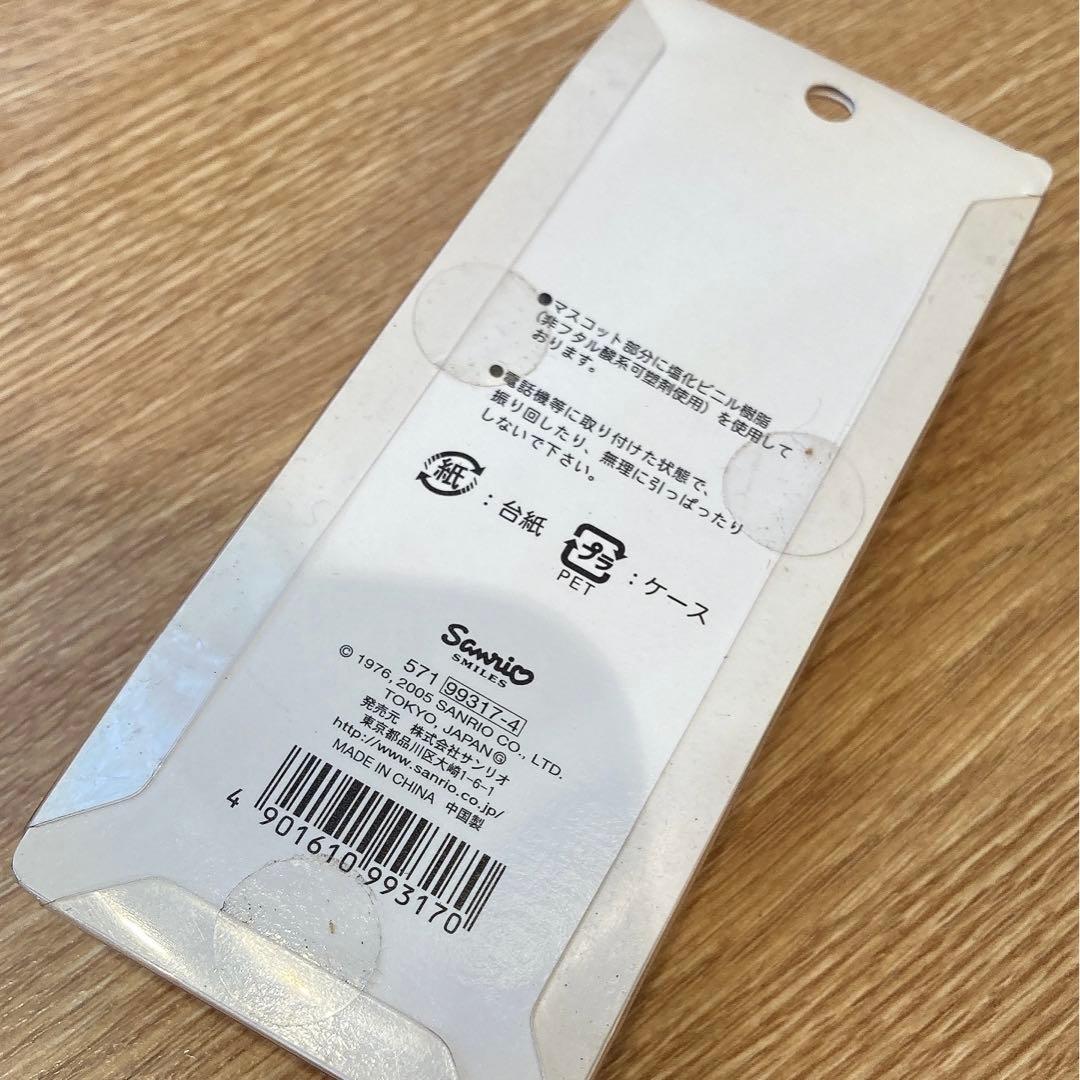 ●マスコット部分に塩化ビニル樹脂
(非フタル酸系可塑剤使用)を使用して
おります。
●電話機等に取り付けた状態で、
振り回したり、無理に引っぱったり
しないで下さい。
紙 : 台紙
プラ PET : ケース
Sanrio
SMILES
571 99317-4
© 1976, 2005 SANRIO CO., LTD.
TOKYO, JAPAN Ⓖ
発売元 株式会社サンリオ
東京都品川区大崎1-6-1
http://www.sanrio.co.jp/
MADE IN CHINA 中国製
4 901610 993170